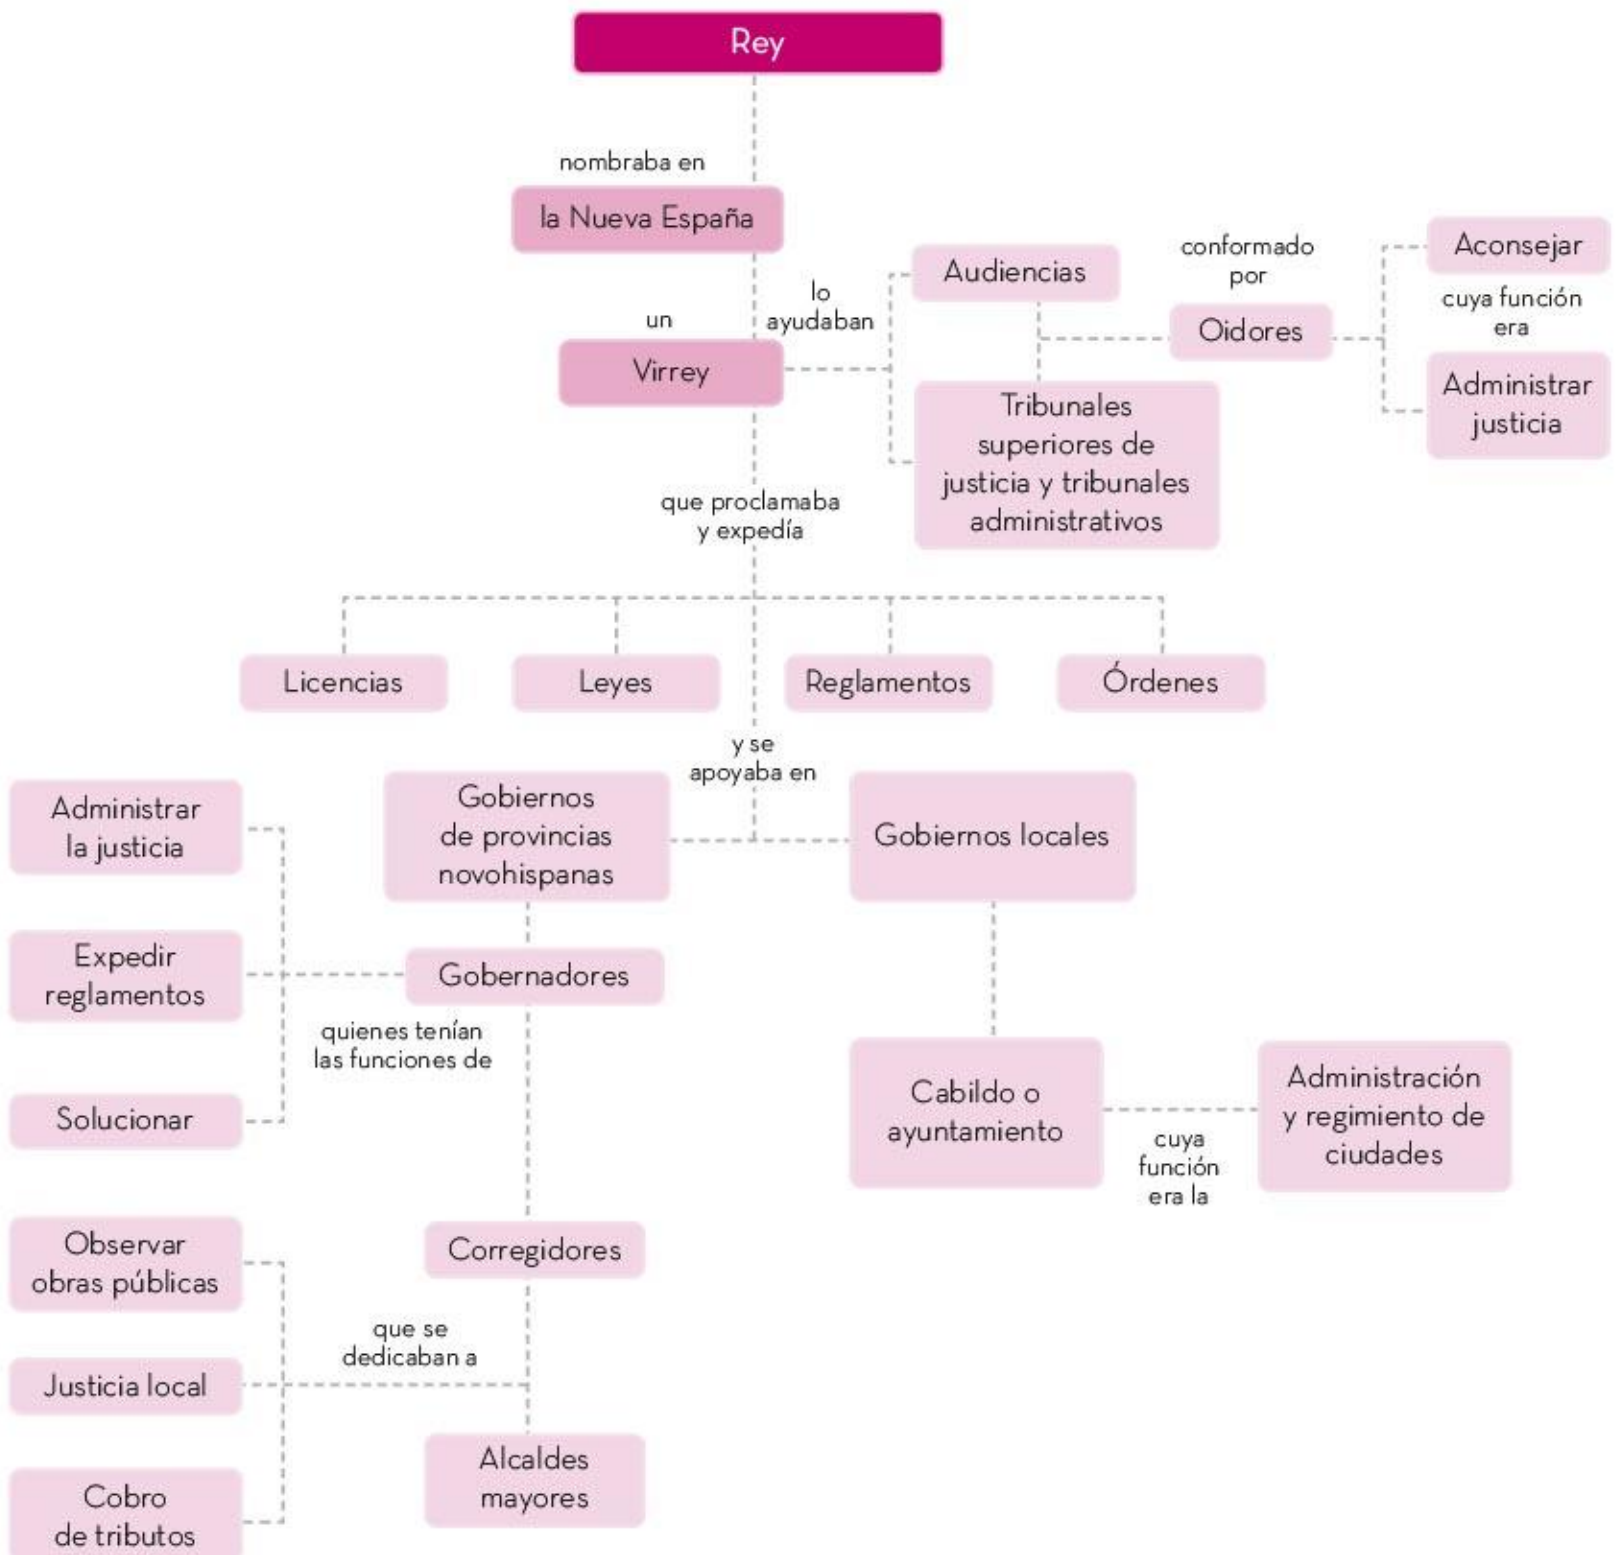 Rey
nombraba en
la Nueva España
un
Virrey
lo
ayudaban
Audiencias
Tribunales
superiores de
justicia y tribunales
administrativos
conformado
por
Oidores
cuya función
era
Aconsejar
Administrar
justicia
que proclamaba
y expedía
Licencias
Leyes
Reglamentos
Órdenes
y se
apoyaba en
Gobiernos
de provincias
novohispanas
Gobiernos locales
Gobernadores
quienes tenían
las funciones de
Administrar
la justicia
Expedir
reglamentos
Solucionar
Corregidores
que se
dedicaban a
Observar
obras públicas
Justicia local
Cobro
de tributos
Alcaldes
mayores
Cabildo o
ayuntamiento
cuya
función
era la
Administración
y regimiento de
ciudades